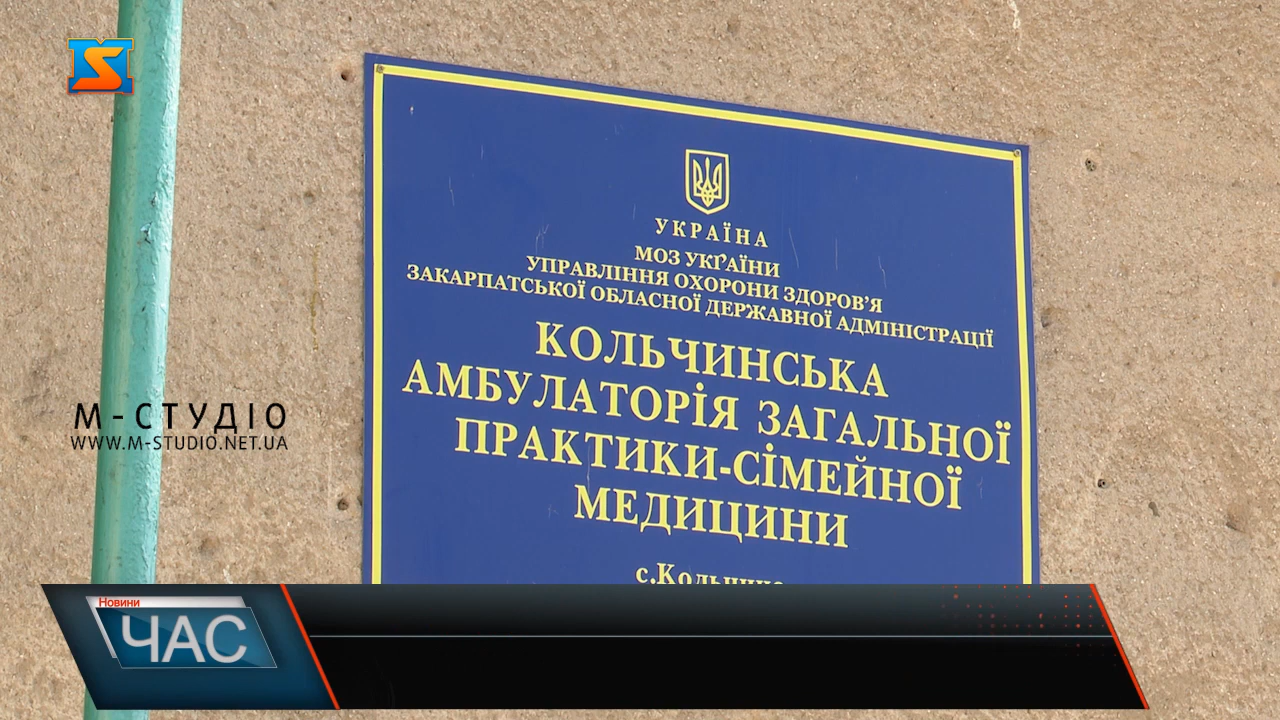 УКРАЇНА
МОЗ УКРАЇНИ
УПРАВЛІННЯ ОХОРОНИ ЗДОРОВ’Я
ЗАКАРПАТСЬКОЇ ОБЛАСНОЇ ДЕРЖАВНОЇ АДМІНІСТРАЦІЇ
КОЛЬЧИНСЬКА
АМБУЛАТОРІЯ ЗАГАЛЬНОЇ
ПРАКТИКИ-СІМЕЙНОЇ
МЕДИЦИНИ
с.Кольчино
М-СТУДІО
WWW.M-STUDIO.NET.UA
Новини
ЧАС